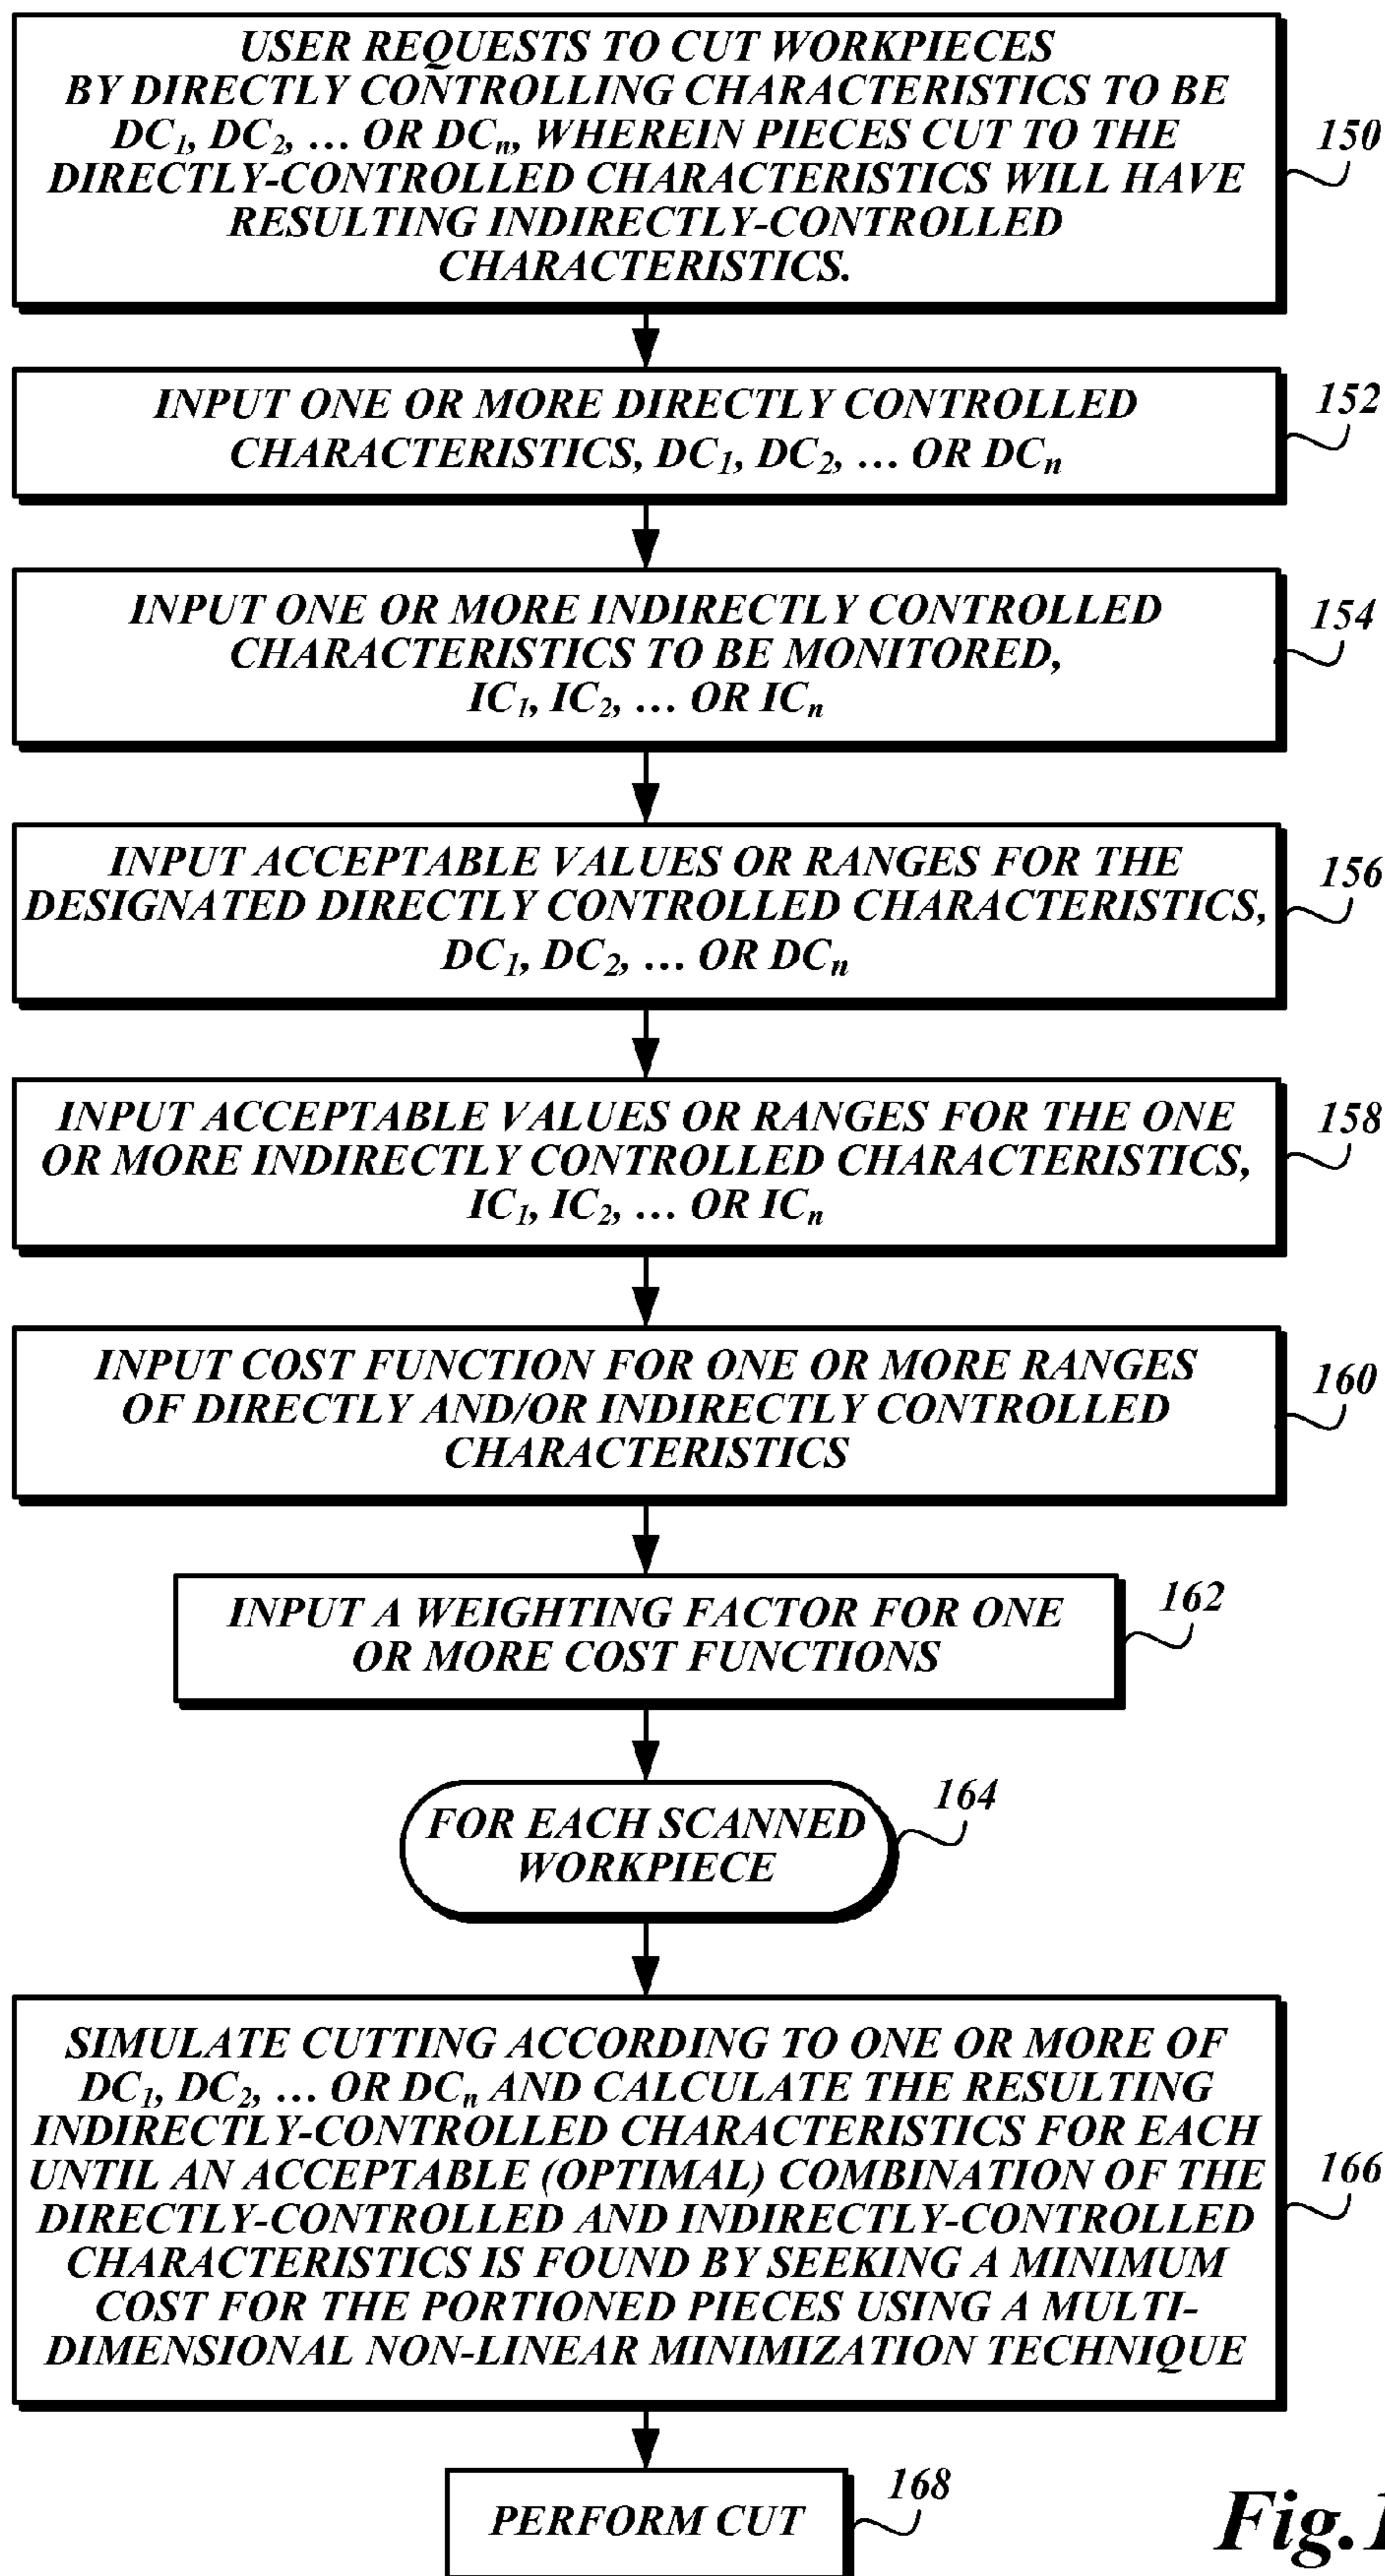 USER REQUESTS TO CUT WORKPIECES
BY DIRECTLY CONTROLLING CHARACTERISTICS TO BE
DC₁, DC₂, ... OR DCₙ, WHEREIN PIECES CUT TO THE
DIRECTLY-CONTROLLED CHARACTERISTICS WILL HAVE
RESULTING INDIRECTLY-CONTROLLED
CHARACTERISTICS.
150
INPUT ONE OR MORE DIRECTLY CONTROLLED
CHARACTERISTICS, DC₁, DC₂, ... OR DCₙ
152
INPUT ONE OR MORE INDIRECTLY CONTROLLED
CHARACTERISTICS TO BE MONITORED,
IC₁, IC₂, ... OR ICₙ
154
INPUT ACCEPTABLE VALUES OR RANGES FOR THE
DESIGNATED DIRECTLY CONTROLLED CHARACTERISTICS,
DC₁, DC₂, ... OR DCₙ
156
INPUT ACCEPTABLE VALUES OR RANGES FOR THE ONE
OR MORE INDIRECTLY CONTROLLED CHARACTERISTICS,
IC₁, IC₂, ... OR ICₙ
158
INPUT COST FUNCTION FOR ONE OR MORE RANGES
OF DIRECTLY AND/OR INDIRECTLY CONTROLLED
CHARACTERISTICS
160
INPUT A WEIGHTING FACTOR FOR ONE
OR MORE COST FUNCTIONS
162
FOR EACH SCANNED
WORKPIECE
164
SIMULATE CUTTING ACCORDING TO ONE OR MORE OF
DC₁, DC₂, ... OR DCₙ AND CALCULATE THE RESULTING
INDIRECTLY-CONTROLLED CHARACTERISTICS FOR EACH
UNTIL AN ACCEPTABLE (OPTIMAL) COMBINATION OF THE
DIRECTLY-CONTROLLED AND INDIRECTLY-CONTROLLED
CHARACTERISTICS IS FOUND BY SEEKING A MINIMUM
COST FOR THE PORTIONED PIECES USING A MULTI-
DIMENSIONAL NON-LINEAR MINIMIZATION TECHNIQUE
166
PERFORM CUT
168
Fig.